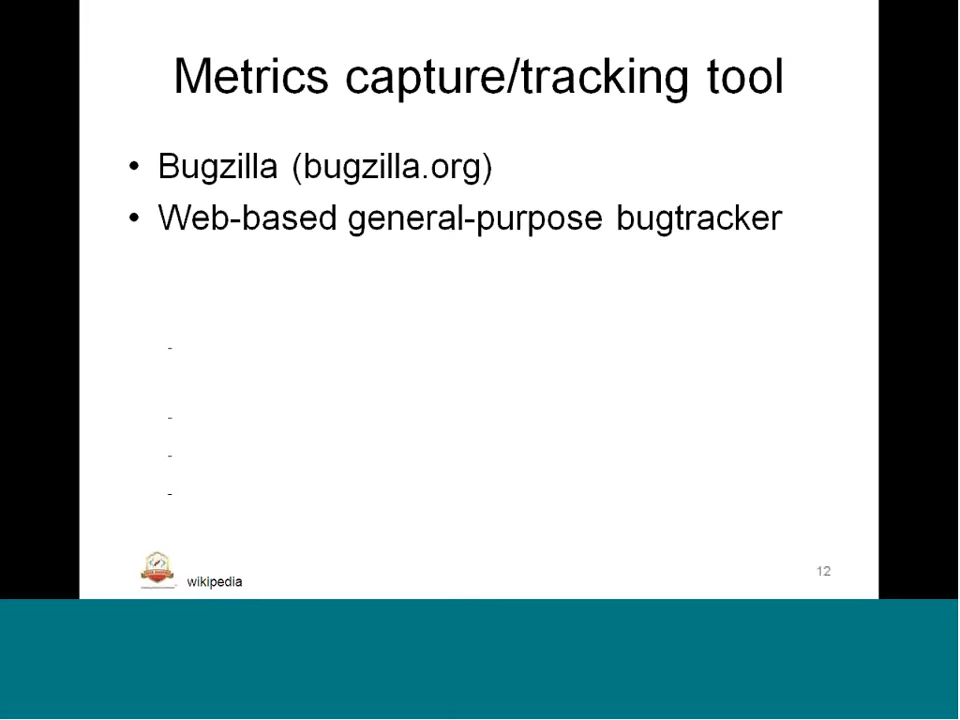 Metrics capture/tracking tool
• Bugzilla (bugzilla.org)
• Web-based general-purpose bugtracker
-
-
-
-
wikipedia
12